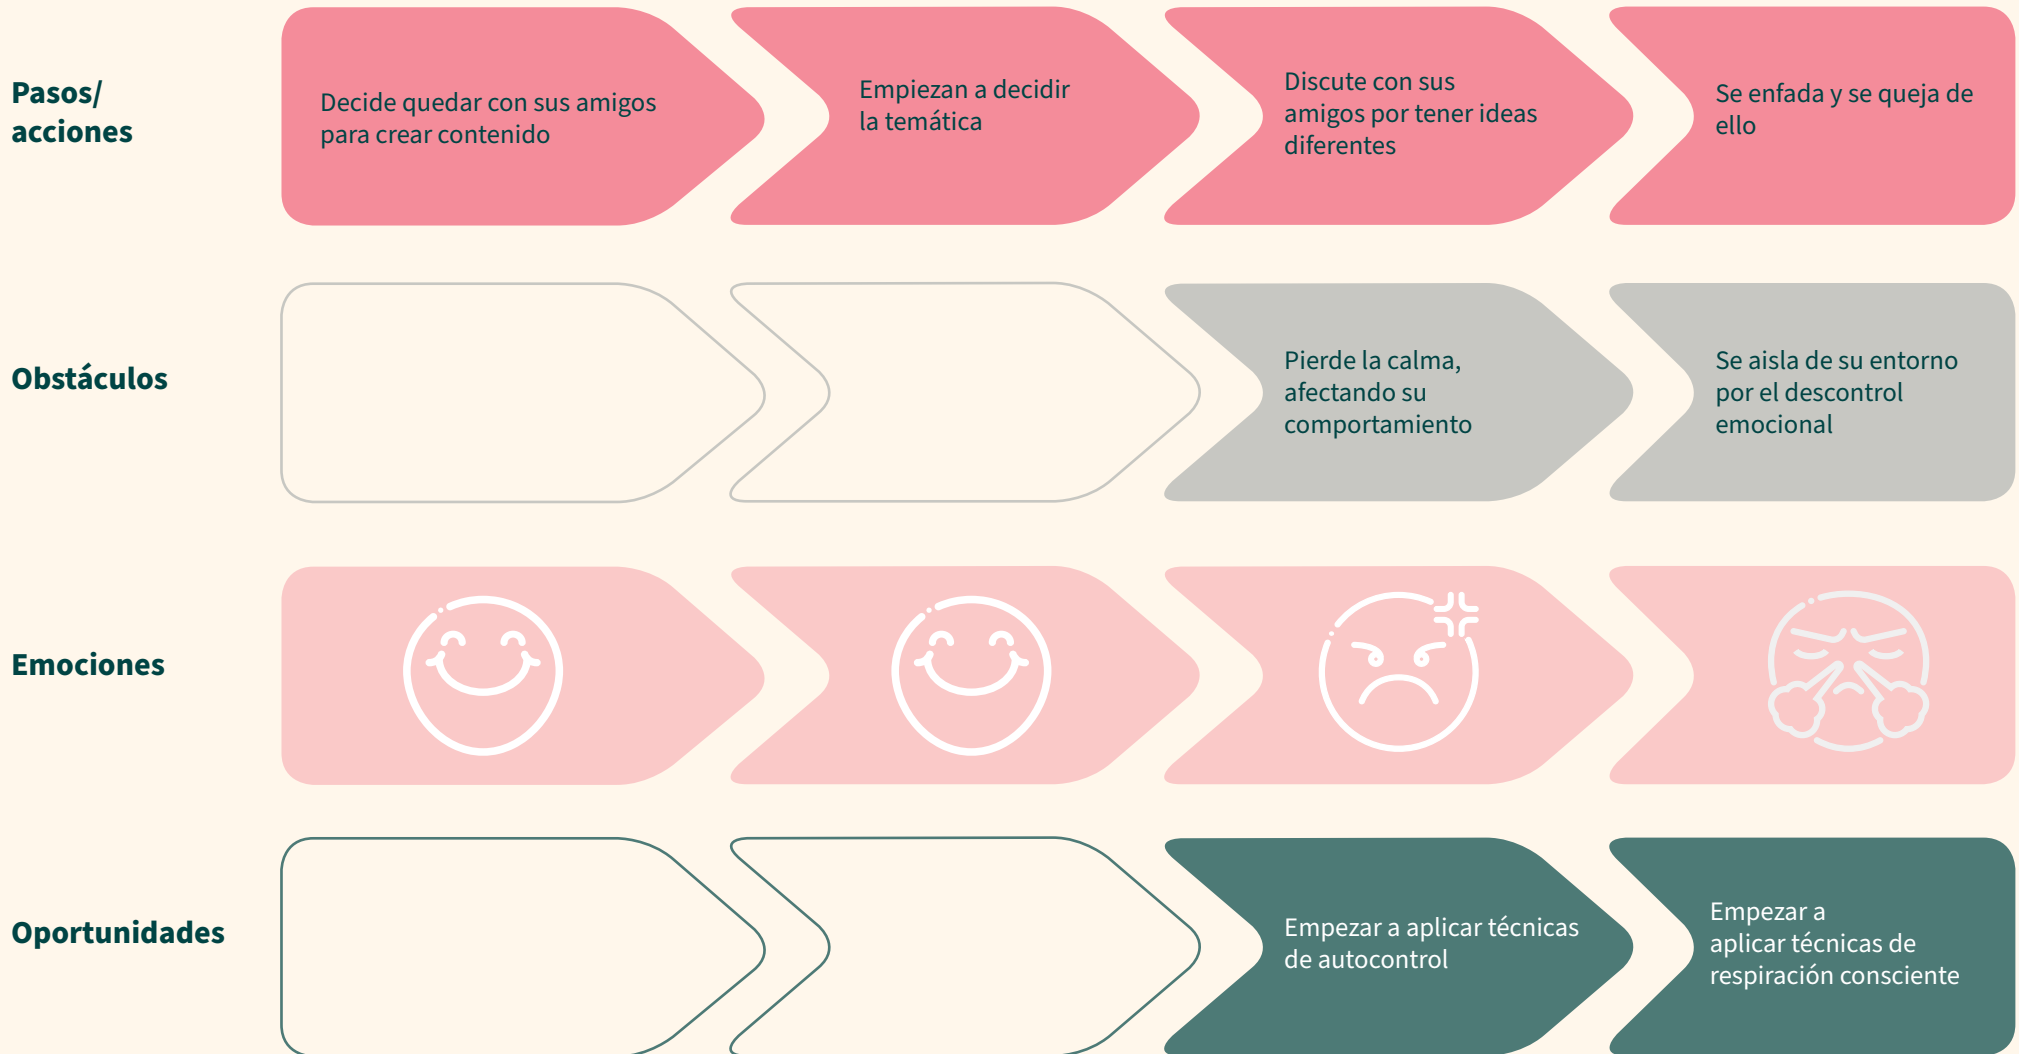 Pasos/
acciones
Decide quedar con sus amigos
para crear contenido
Empiezan a decidir
la temática
Discute con sus
amigos por tener ideas
diferentes
Se enfada y se queja de
ello
Obstáculos
Pierde la calma,
afectando su
comportamiento
Se aisla de su entorno
por el descontrol
emocional
Emociones
Oportunidades
Empezar a aplicar técnicas
de autocontrol
Empezar a
aplicar técnicas de
respiración consciente